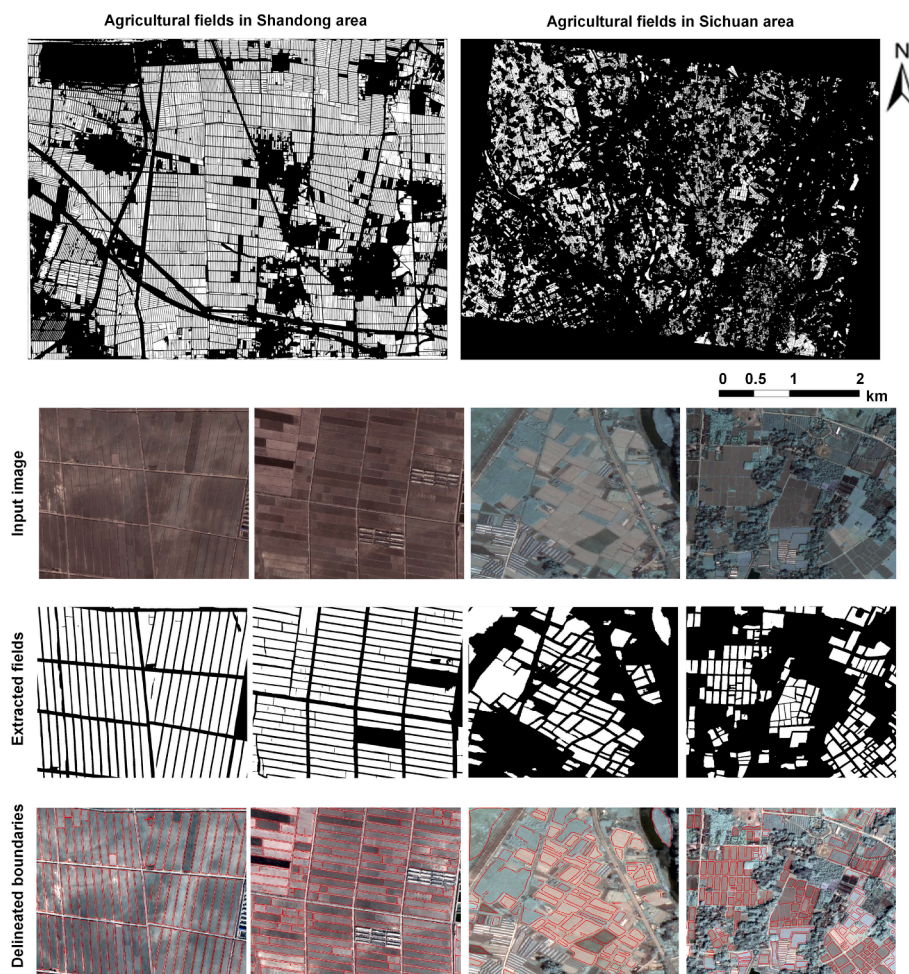 Agricultural fields in Shandong area
Agricultural fields in Sichuan area
N
0 0.5 1 2
km
Input image
Extracted fields
Delineated boundaries